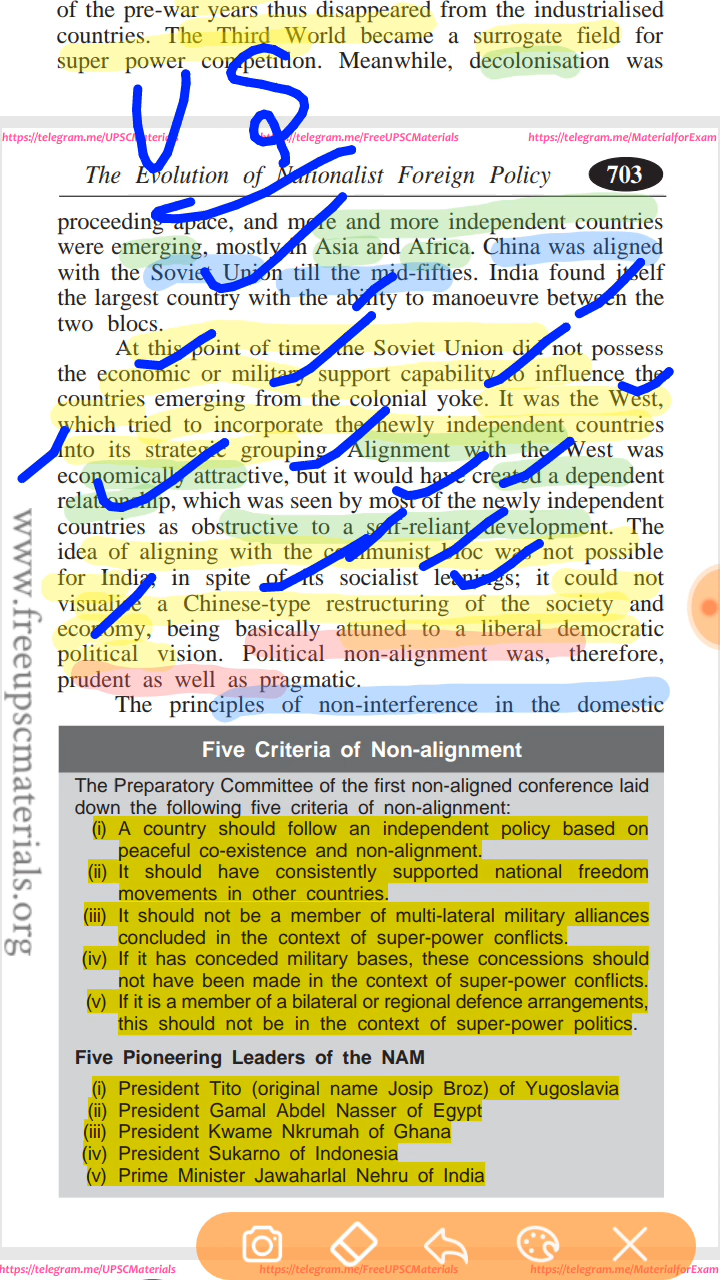 of the pre-war years thus disappeared from the industrialised
countries. The Third World became a surrogate field for
super power competition. Meanwhile, decolonisation was
US
https://telegram.me/UPSCMaterials https://telegram.me/FreeUPSCMaterials https://telegram.me/MaterialforExam
The Evolution of Nationalist Foreign Policy 703
proceeding apace, and more and more independent countries
were emerging, mostly in Asia and Africa. China was aligned
with the Soviet Union till the mid-fifties. India found itself
the largest country with the ability to manoeuvre between the
two blocs.
At this point of time, the Soviet Union did not possess
the economic or military support capability to influence the
countries emerging from the colonial yoke. It was the West,
which tried to incorporate the newly independent countries
into its strategic grouping. Alignment with the West was
economically attractive, but it would have created a dependent
relationship, which was seen by most of the newly independent
countries as obstructive to a self-reliant development. The
idea of aligning with the communist bloc was not possible
for India, in spite of its socialist leanings; it could not
visualise a Chinese-type restructuring of the society and
economy, being basically attuned to a liberal democratic
political vision. Political non-alignment was, therefore,
prudent as well as pragmatic.
The principles of non-interference in the domestic
Five Criteria of Non-alignment
The Preparatory Committee of the first non-aligned conference laid
down the following five criteria of non-alignment:
(i) A country should follow an independent policy based on
peaceful co-existence and non-alignment.
(ii) It should have consistently supported national freedom
movements in other countries.
(iii) It should not be a member of multi-lateral military alliances
concluded in the context of super-power conflicts.
(iv) If it has conceded military bases, these concessions should
not have been made in the context of super-power conflicts.
(v) If it is a member of a bilateral or regional defence arrangements,
this should not be in the context of super-power politics.
Five Pioneering Leaders of the NAM
(i) President Tito (original name Josip Broz) of Yugoslavia
(ii) President Gamal Abdel Nasser of Egypt
(iii) President Kwame Nkrumah of Ghana
(iv) President Sukarno of Indonesia
(v) Prime Minister Jawaharlal Nehru of India
www.freeupscmaterials.org
https://telegram.me/UPSCMaterials https://telegram.me/FreeUPSCMaterials https://telegram.me/MaterialforExam